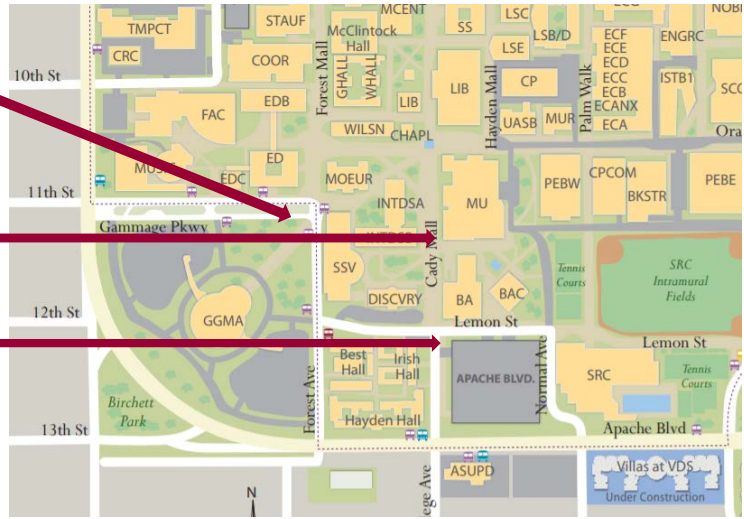 MCENT
STAUF
TMPCT
CRC
McClintock
Hall
SS
LSC
LSB/D
LSE
ECF
ECE
ECD
ECC
ECB
ECANX
ECA
ENGRC
10th St
COOR
Forest Mall
GHALL
WHALL
LIB
LIB
Hayden Mall
CP
Palm Walk
ISTB1
SCC
EDB
FAC
WILSN
CHAPL
UASB
MUR
Ora
MUSIC
EDC
ED
MOEUR
INTDSA
MU
PEBW
CPCOM
BKSTR
PEBE
11th St
Gammage Pkwy
Cady Mall
SSV
GGMA
DISCVRY
BA
BAC
Tennis
Courts
SRC
Intramural
Fields
12th St
Lemon St
Lemon St
Best
Hall
Irish
Hall
APACHE BLVD.
Normal Ave
SRC
Tennis
Courts
Birchett
Park
Forest Ave
Hayden Hall
Apache Blvd
13th St
N
ege Ave
ASUPD
Villas at VDS
Under Construction